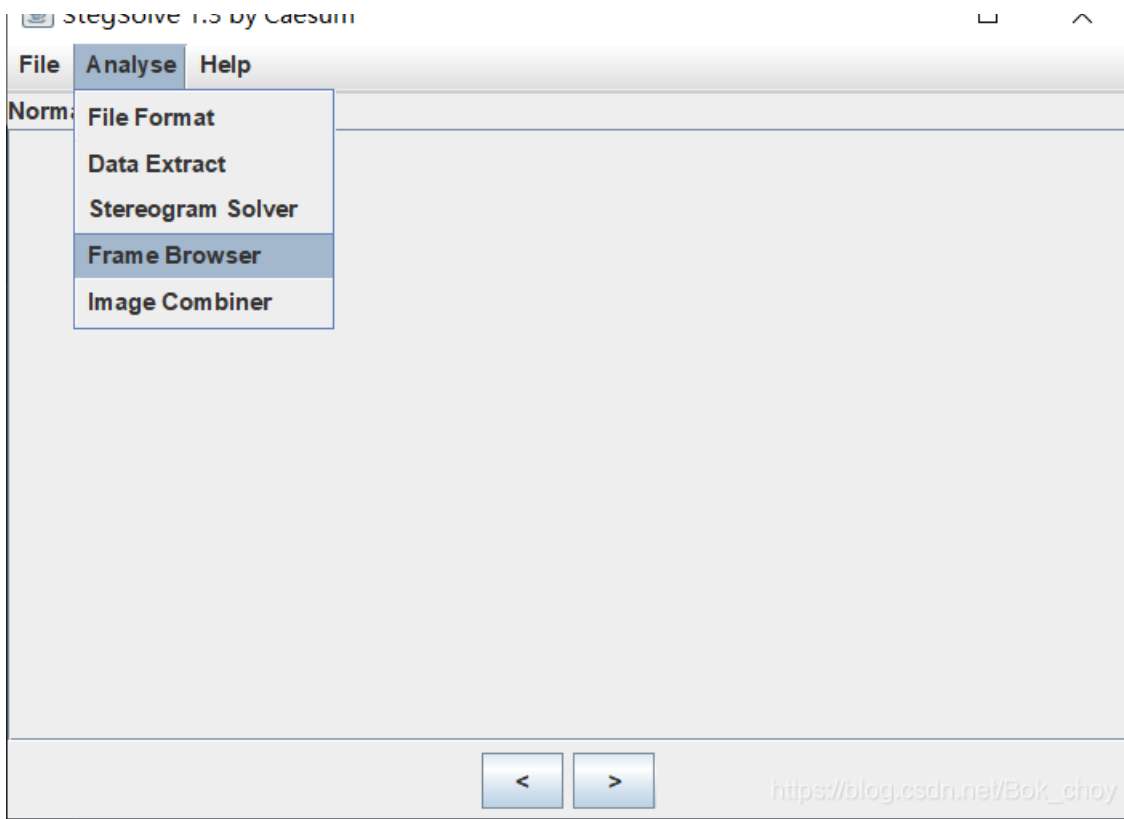 StegSolve 1.3 by Caesum
File Analyse Help
Norma
File Format
Data Extract
Stereogram Solver
Frame Browser
Image Combiner
< >
https://blog.csdn.net/Bok_choy